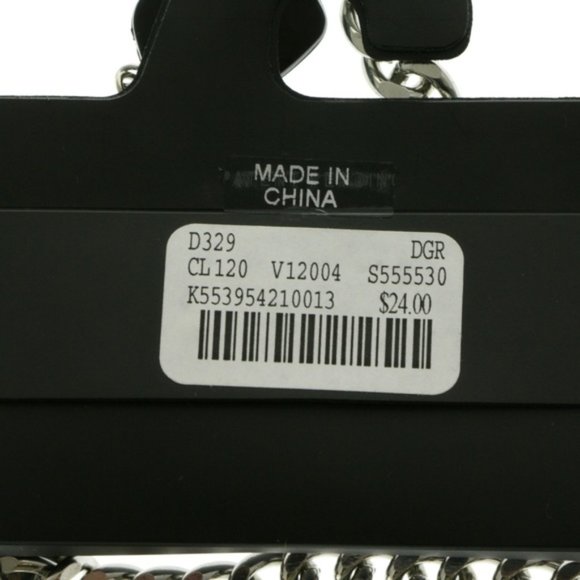 MADE IN
CHINA
D329 DGR
CL120 V12004 S555530
K553954210013 $24.00